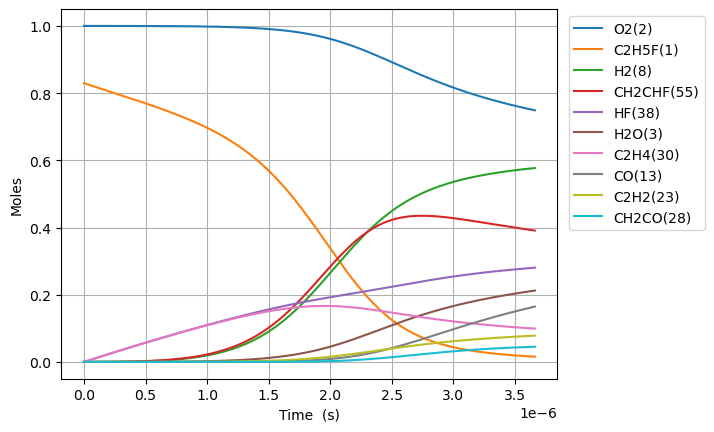 1.0
0.8
0.6
0.4
0.2
0.0
Moles
0.0 0.5 1.0 1.5 2.0 2.5 3.0 3.5
1e-6
Time (s)
O2(2)
C2H5F(1)
H2(8)
CH2CHF(55)
HF(38)
H2O(3)
C2H4(30)
CO(13)
C2H2(23)
CH2CO(28)